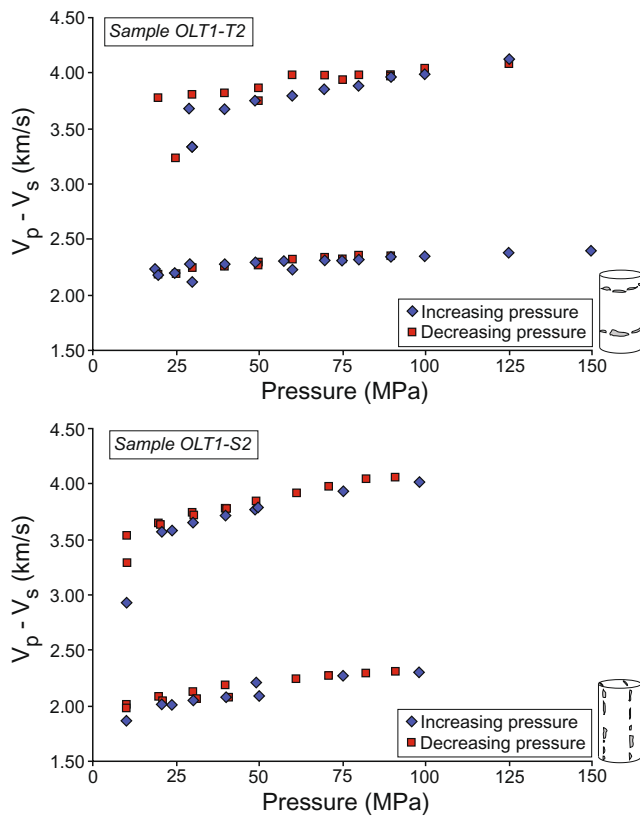 Sample OLT1-T2
4.50
4.00
3.50
3.00
2.50
2.00
1.50
Vp - Vs (km/s)
Increasing pressure
Decreasing pressure
0 25 50 75 100 125 150
Pressure (MPa)
Sample OLT1-S2
4.50
4.00
3.50
3.00
2.50
2.00
1.50
Vp - Vs (km/s)
Increasing pressure
Decreasing pressure
0 25 50 75 100 125 150
Pressure (MPa)